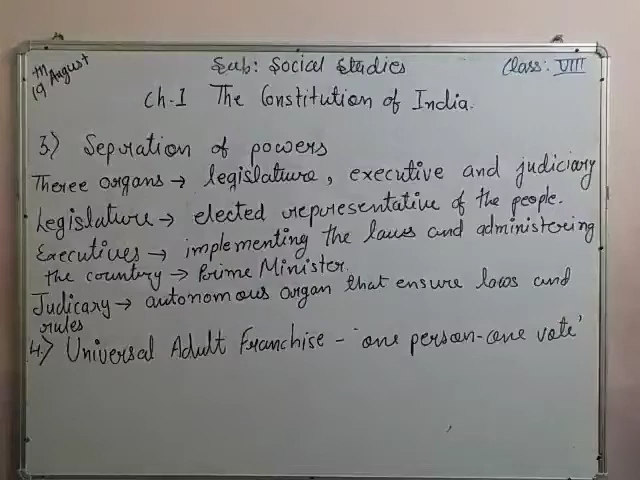 19th August
Sub: Social Studies
Class: VIII
Ch.1 The Constitution of India.
3.) Sepration of powers
Theree organs → legislature, executive and judiciary
Legislature → elected representative of the people.
Executives → implementing the laws and administering
the country → Prime Minister.
Judicary → autonomous organ that ensure laws and
rules
4.) Universal Adult Franchise – 'one person-one vote'